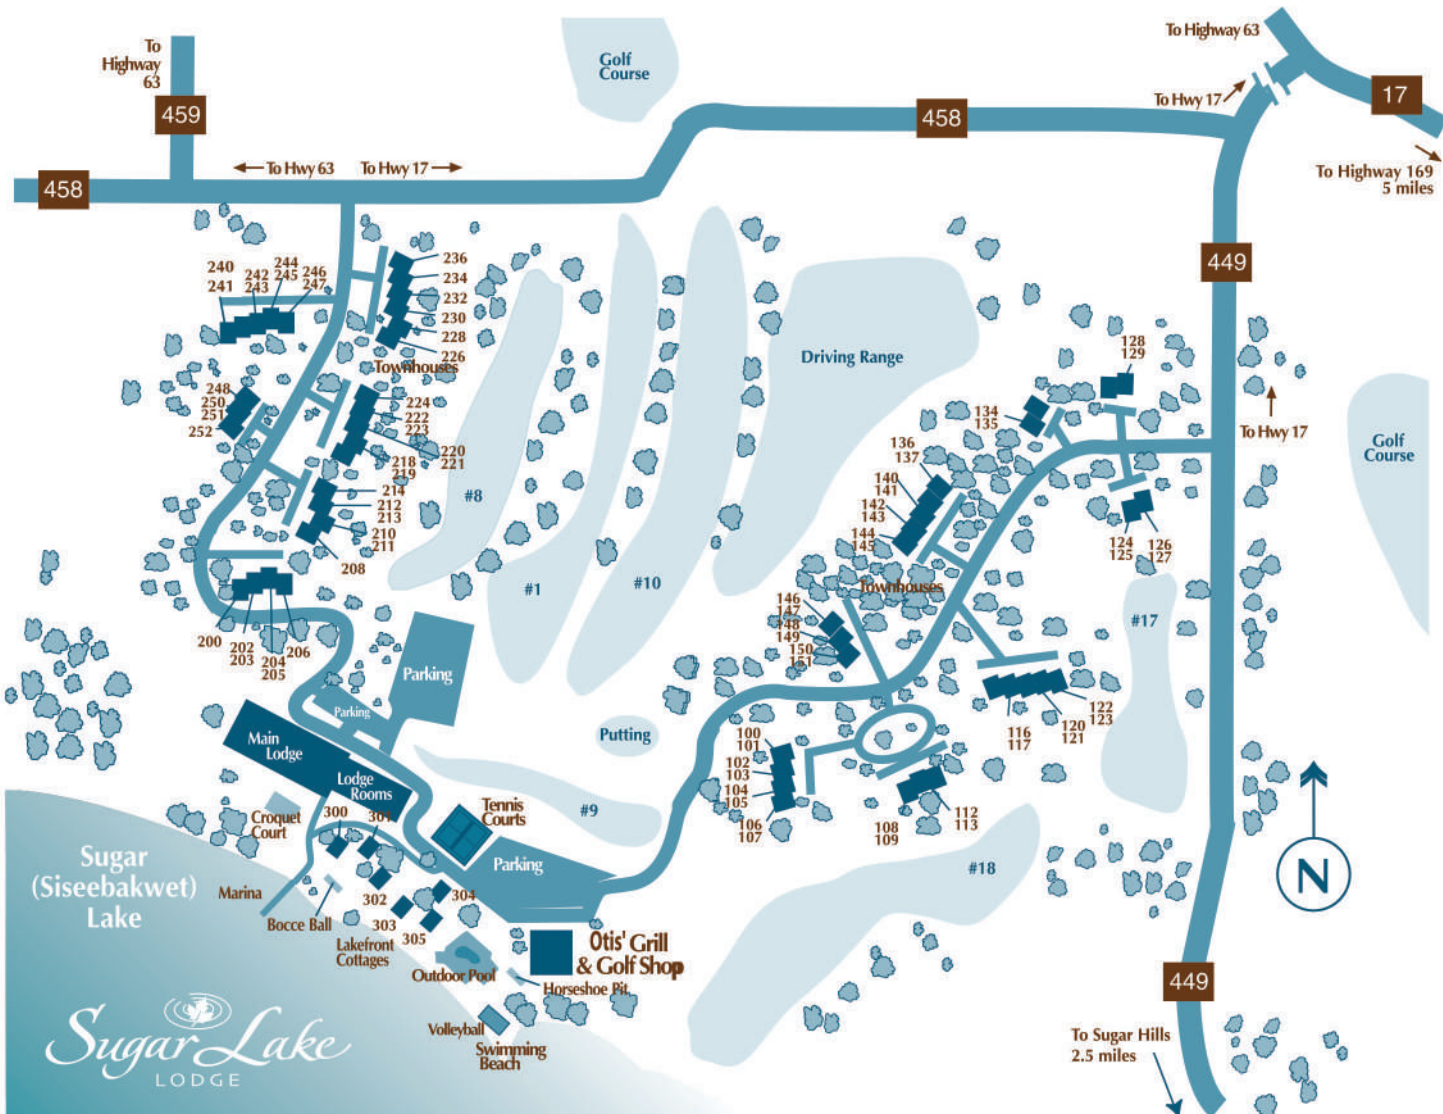 To
Highway
63
459
458
To Hwy 63
To Hwy 17
Golf
Course
458
To Highway 63
To Hwy 17
17
To Highway 169
5 miles
449
240
241
242
243
244
245
246
247
236
234
232
230
228
226
Townhouses
248
250
251
252
224
222
223
220
221
218
219
214
212
213
210
211
208
200
202
203
204
205
206
#8
#1
#10
Driving Range
128
129
134
135
136
137
140
141
142
143
144
145
Townhouses
124
125
126
127
To Hwy 17
Golf
Course
146
147
148
149
150
151
#17
122
123
120
121
116
117
100
101
102
103
104
105
106
107
108
109
112
113
Parking
Parking
Putting
Main
Lodge
Lodge
Rooms
#9
#18
Croquet
Court
300
301
Tennis
Courts
Parking
Marina
Bocce Ball
302
303
304
305
Lakefront
Cottages
Outdoor Pool
Otis' Grill
& Golf Shop
Horseshoe Pit
Volleyball
Swimming
Beach
Sugar
(Siseebakwet)
Lake
Sugar Lake
LODGE
N
449
To Sugar Hills
2.5 miles